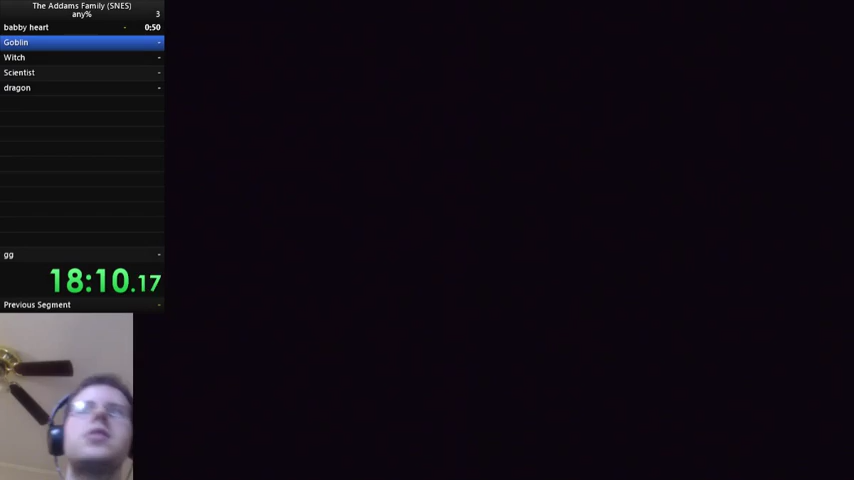 The Addams Family (SNES)
any% 3
babby heart - 0:50
Goblin -
Witch -
Scientist -
dragon -
gg -
18:10.17
Previous Segment -